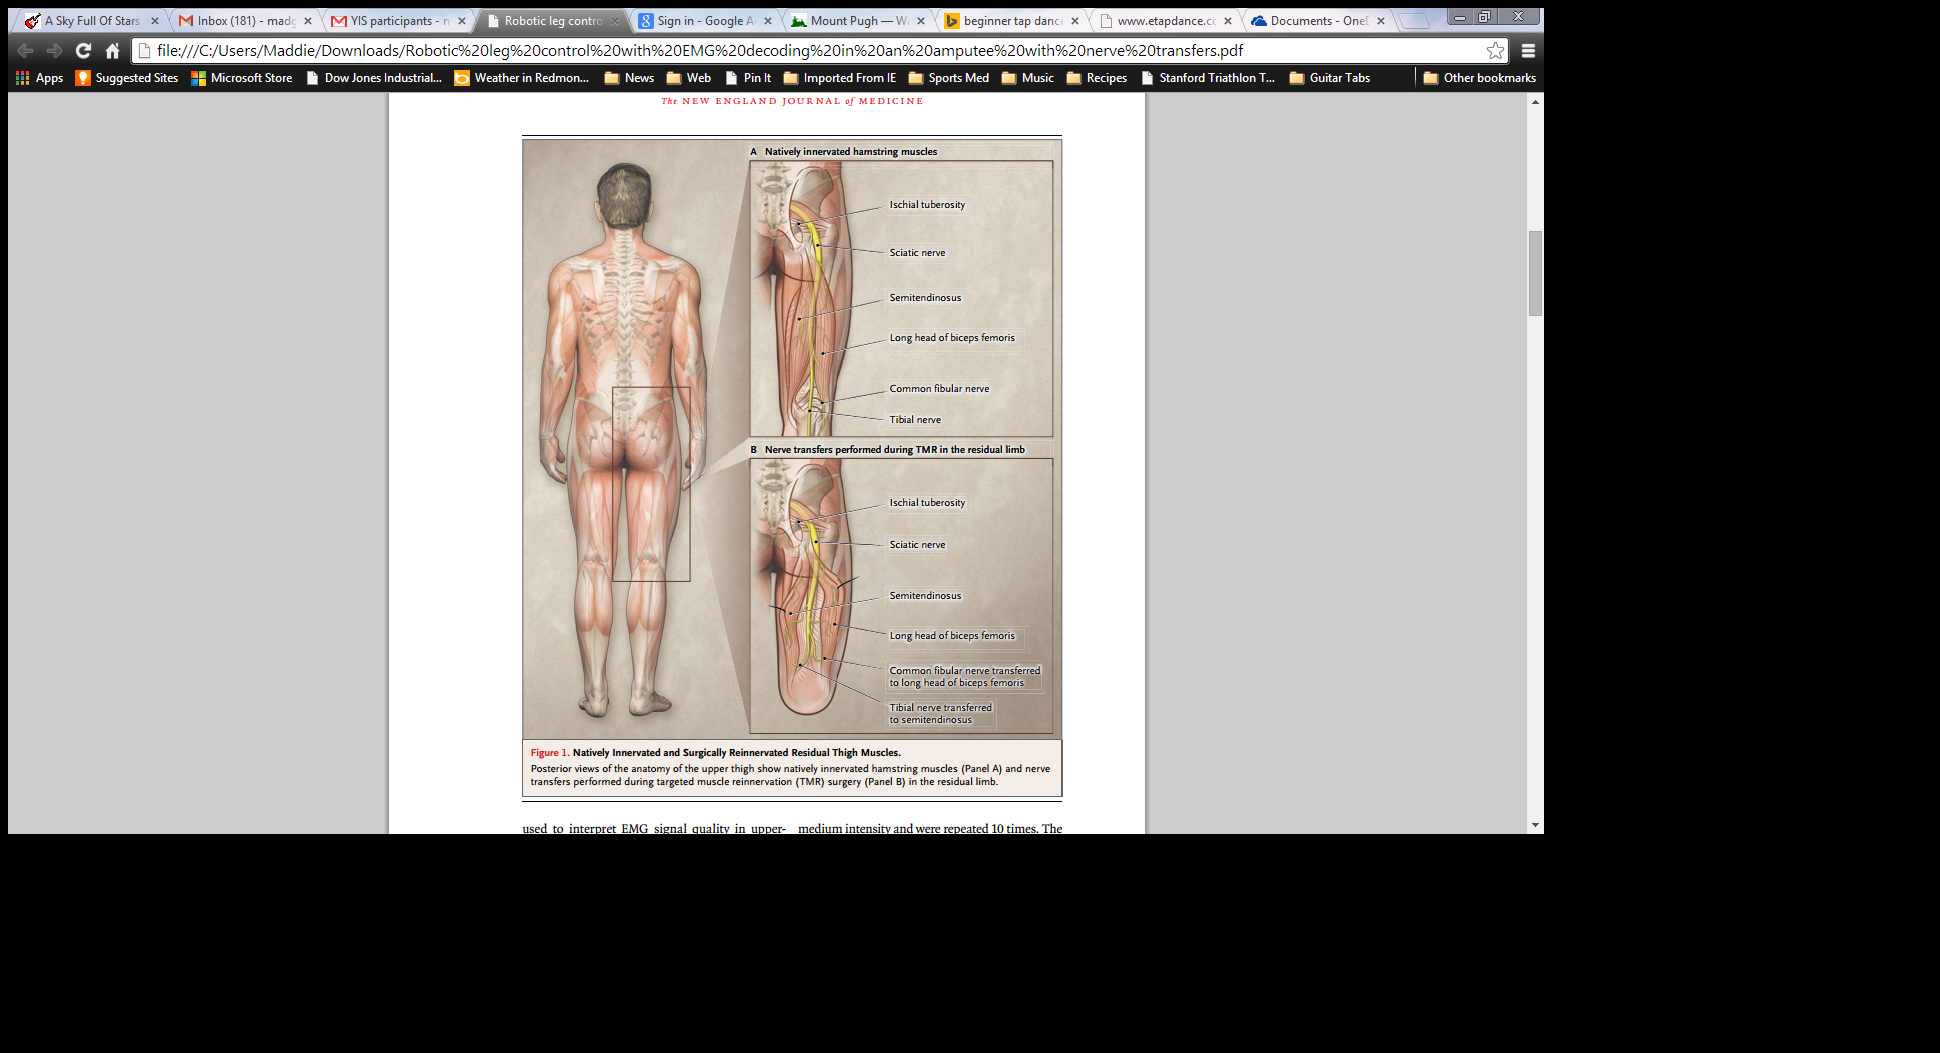 A Sky Full Of Stars
Inbox (181) - mad
YIS participants -
Robotic leg contro
Sign in - Google A
Mount Pugh — W
beginner tap danc
www.etapdance.c
Documents - One
file:///C:/Users/Maddie/Downloads/Robotic%20leg%20control%20with%20EMG%20decoding%20in%20an%20amputee%20with%20nerve%20transfers.pdf
Apps
Suggested Sites
Microsoft Store
Dow Jones Industrial...
Weather in Redmon...
News
Web
Pin It
Imported From IE
Sports Med
Music
Recipes
Stanford Triathlon T...
Guitar Tabs
Other bookmarks
The NEW ENGLAND JOURNAL of MEDICINE
A Natively innervated hamstring muscles
Ischial tuberosity
Sciatic nerve
Semitendinosus
Long head of biceps femoris
Common fibular nerve
Tibial nerve
B Nerve transfers performed during TMR in the residual limb
Ischial tuberosity
Sciatic nerve
Semitendinosus
Long head of biceps femoris
Common fibular nerve transferred
to long head of biceps femoris
Tibial nerve transferred
to semitendinosus
Figure 1. Natively Innervated and Surgically Reinnervated Residual Thigh Muscles.
Posterior views of the anatomy of the upper thigh show natively innervated hamstring muscles (Panel A) and nerve
transfers performed during targeted muscle reinnervation (TMR) surgery (Panel B) in the residual limb.
used to interpret EMG signal quality in upper-
medium intensity and were repeated 10 times. The